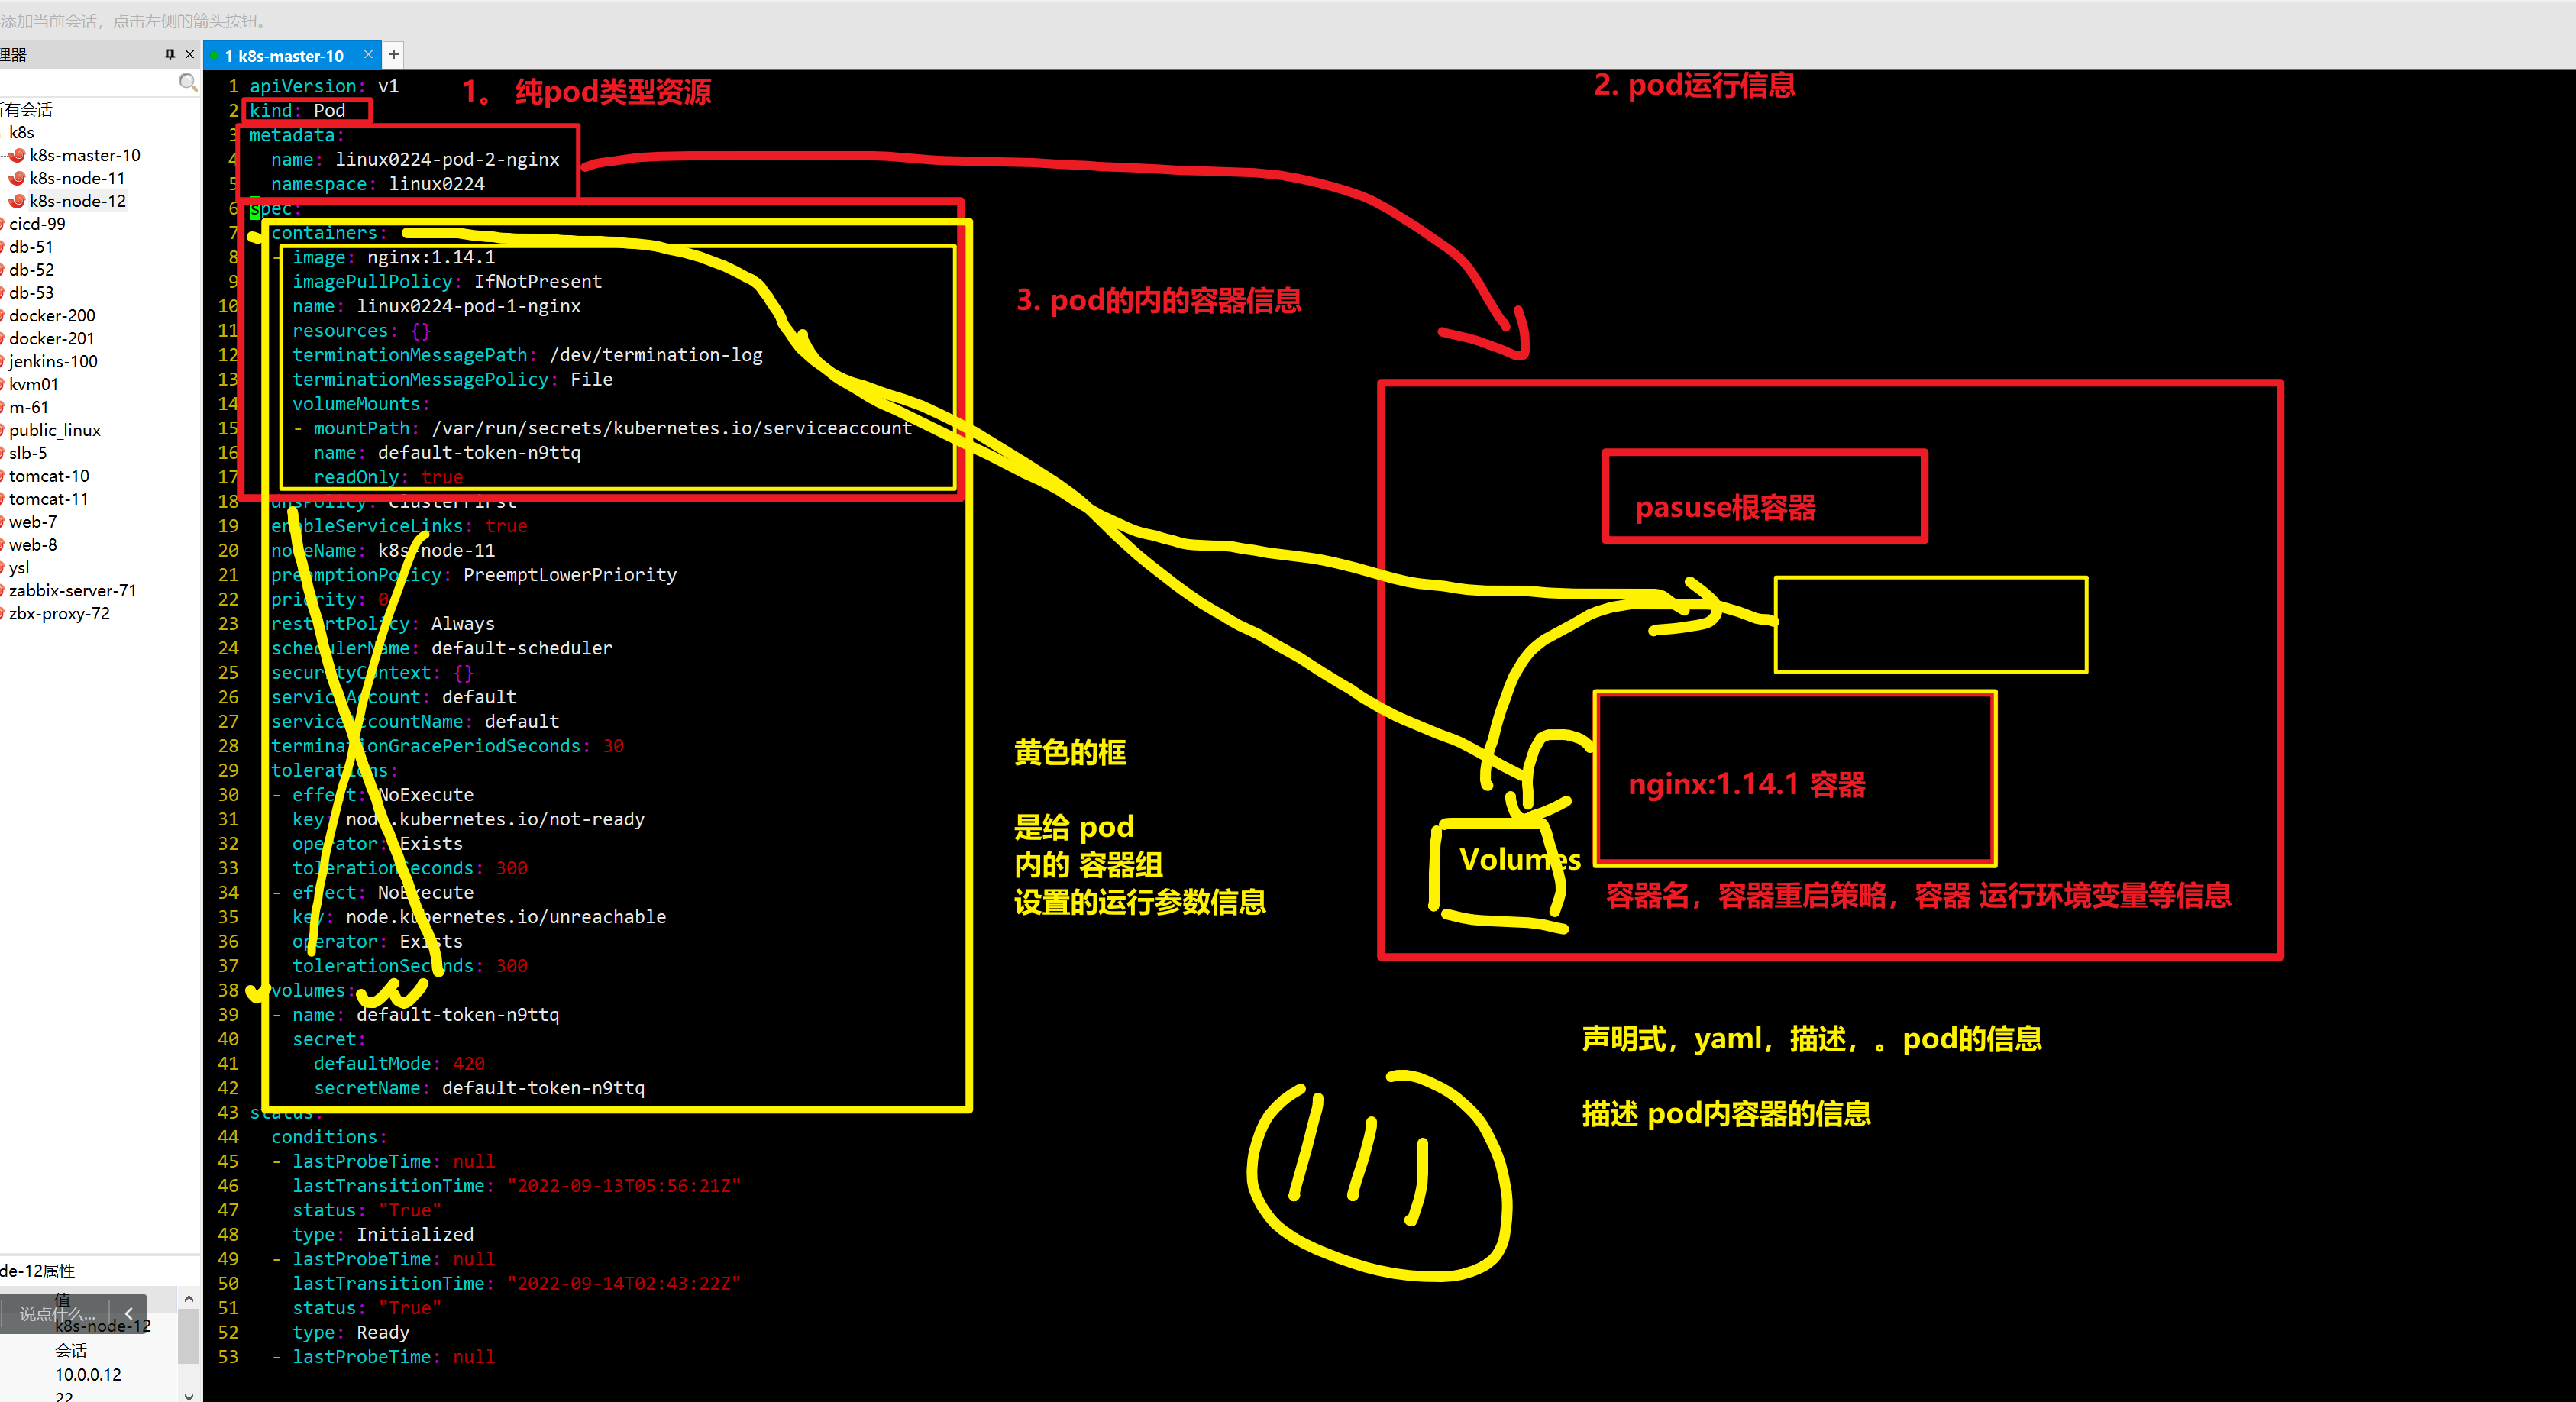 添加当前会话，点击左侧的箭头按钮。
理器
1 k8s-master-10
所有会话
k8s
k8s-master-10
k8s-node-11
k8s-node-12
cicd-99
db-51
db-52
db-53
docker-200
docker-201
jenkins-100
kvm01
m-61
public_linux
slb-5
tomcat-10
tomcat-11
web-7
web-8
ysl
zabbix-server-71
zbx-proxy-72
de-12属性
值
说点什么...
k8s-node-12
会话
10.0.0.12
22
1 apiVersion: v1
2 kind: Pod
3 metadata:
4   name: linux0224-pod-2-nginx
5   namespace: linux0224
6 spec:
7   containers:
8   - image: nginx:1.14.1
9     imagePullPolicy: IfNotPresent
10     name: linux0224-pod-1-nginx
11     resources: {}
12     terminationMessagePath: /dev/termination-log
13     terminationMessagePolicy: File
14     volumeMounts:
15     - mountPath: /var/run/secrets/kubernetes.io/serviceaccount
16       name: default-token-n9ttq
17       readOnly: true
18   dnsPolicy: ClusterFirst
19   enableServiceLinks: true
20   nodeName: k8s-node-11
21   preemptionPolicy: PreemptLowerPriority
22   priority: 0
23   restartPolicy: Always
24   schedulerName: default-scheduler
25   securityContext: {}
26   serviceAccount: default
27   serviceAccountName: default
28   terminationGracePeriodSeconds: 30
29   tolerations:
30   - effect: NoExecute
31     key: node.kubernetes.io/not-ready
32     operator: Exists
33     tolerationSeconds: 300
34   - effect: NoExecute
35     key: node.kubernetes.io/unreachable
36     operator: Exists
37     tolerationSeconds: 300
38   volumes:
39   - name: default-token-n9ttq
40     secret:
41       defaultMode: 420
42       secretName: default-token-n9ttq
43 status:
44   conditions:
45   - lastProbeTime: null
46     lastTransitionTime: "2022-09-13T05:56:21Z"
47     status: "True"
48     type: Initialized
49   - lastProbeTime: null
50     lastTransitionTime: "2022-09-14T02:43:22Z"
51     status: "True"
52     type: Ready
53   - lastProbeTime: null
1。 纯pod类型资源
2. pod运行信息
3. pod的内的容器信息
pasuse根容器
nginx:1.14.1 容器
Volumes
容器名，容器重启策略，容器 运行环境变量等信息
黄色的框
是给 pod
内的 容器组
设置的运行参数信息
声明式，yaml，描述，。pod的信息
描述 pod内容器的信息